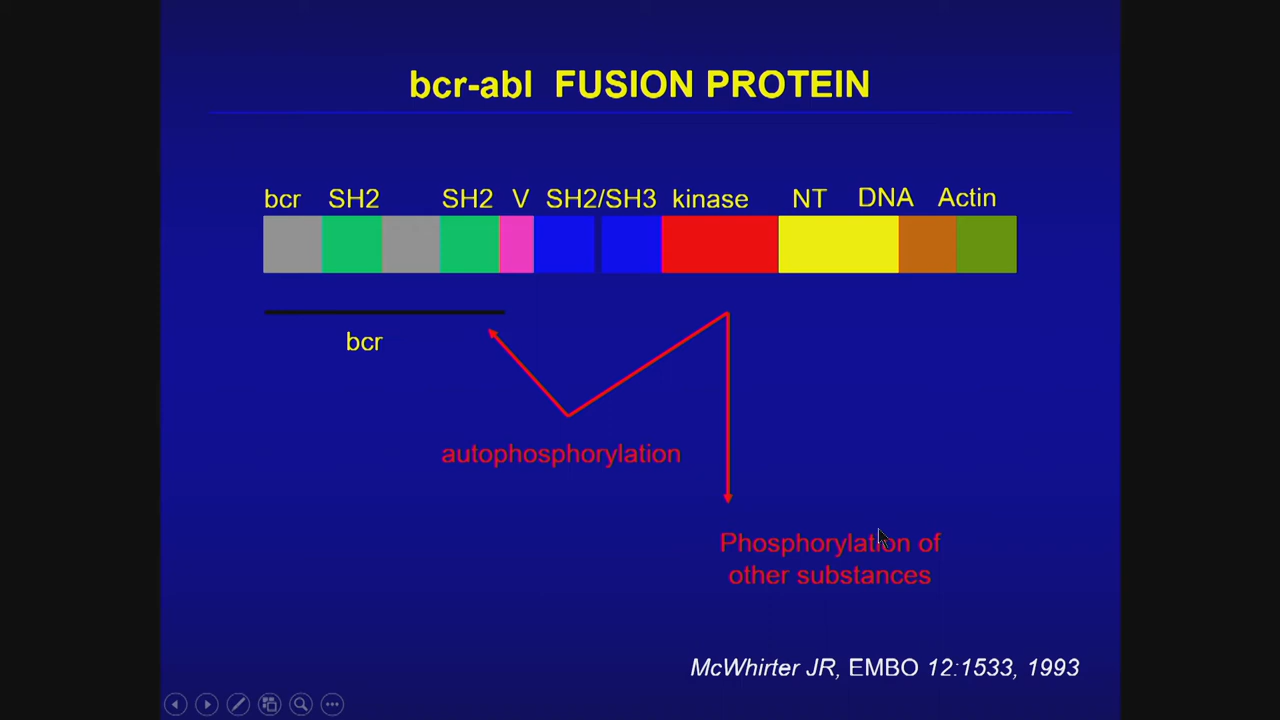 bcr-abl FUSION PROTEIN
bcr SH2 SH2 V SH2/SH3 kinase NT DNA Actin
bcr
autophosphorylation
Phosphorylation of
other substances
McWhirter JR, EMBO 12:1533, 1993